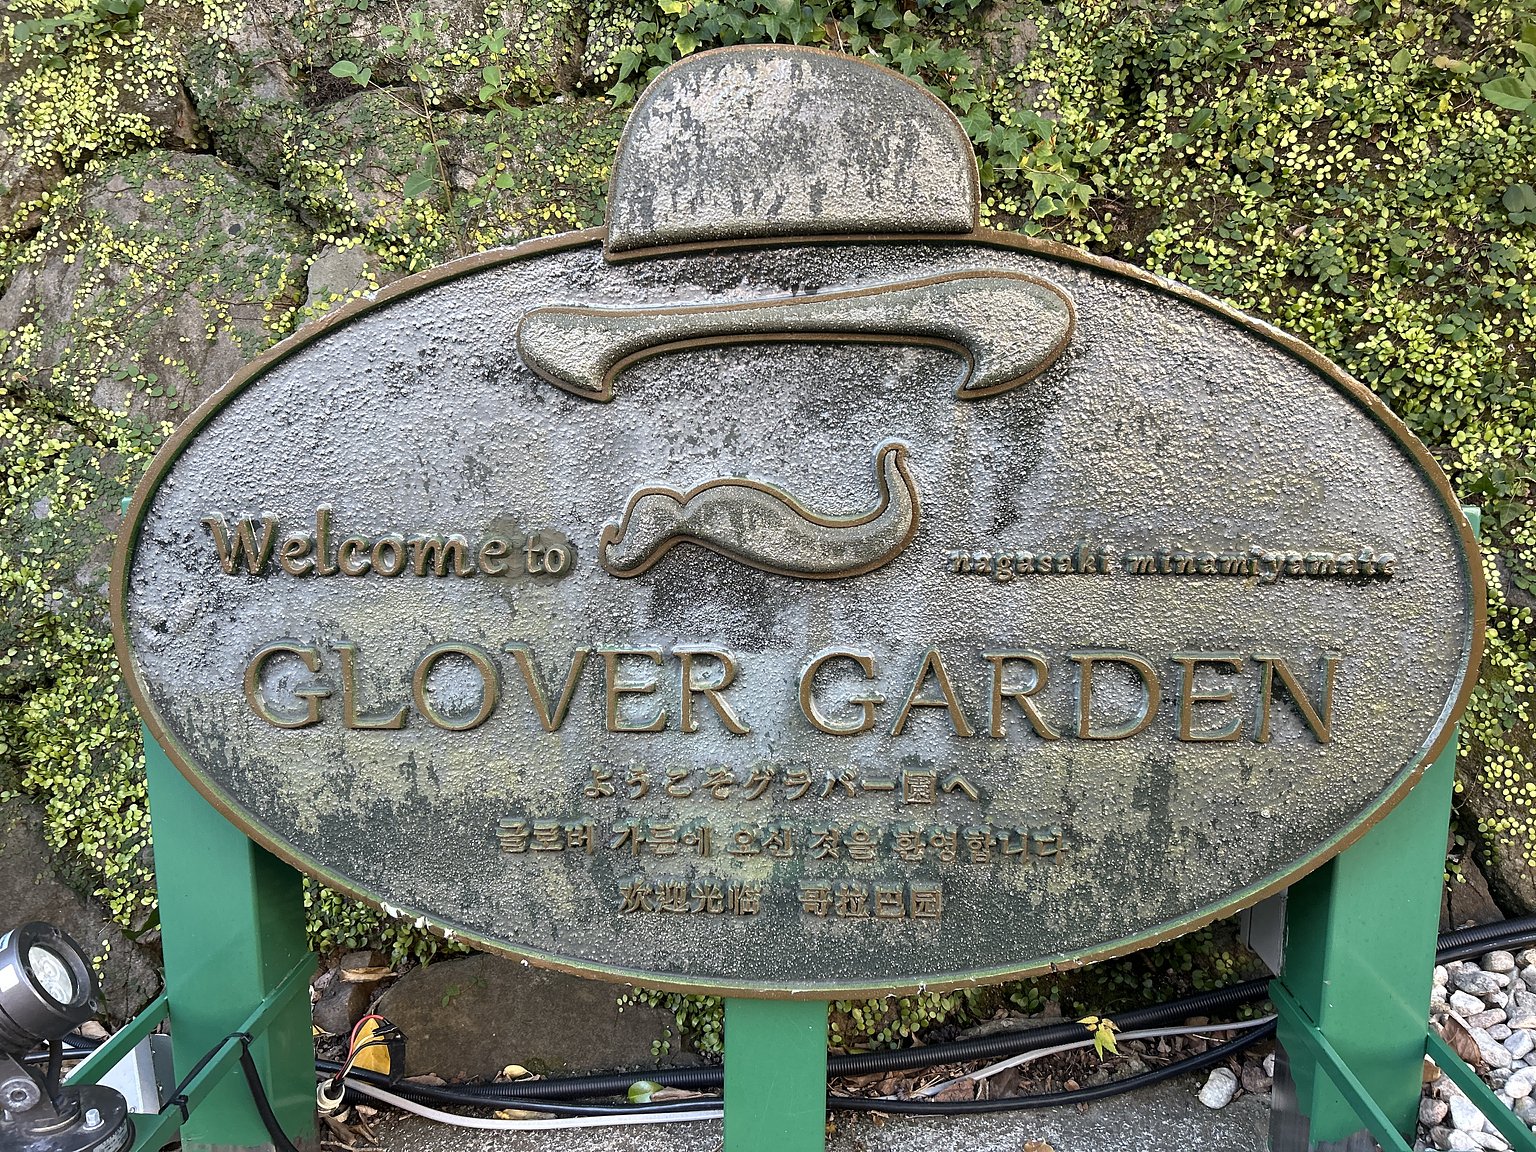 Welcome to
nagasaki minamiyamate
GLOVER GARDEN
ようこそグラバー園へ
글로버 가든에 오신 것을 환영합니다
欢迎光临 哥拉巴园